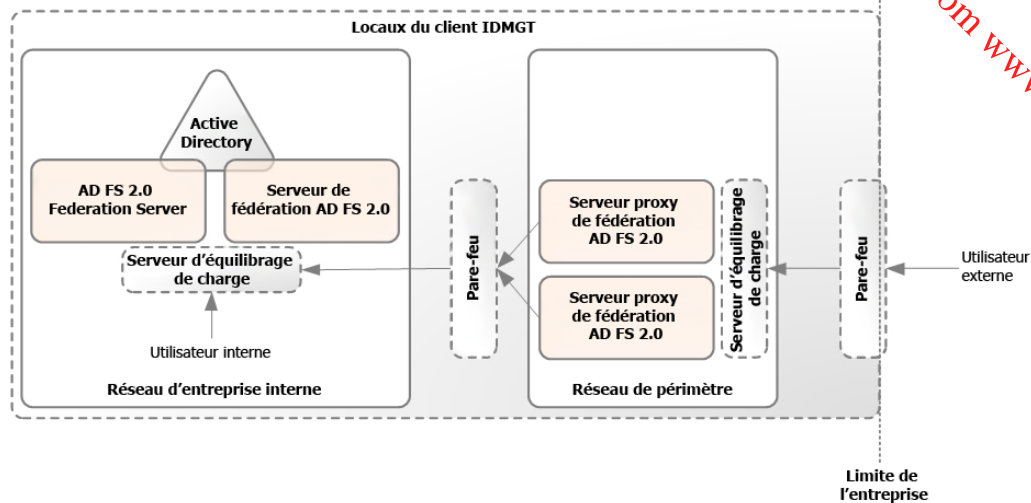 Locaux du client IDMGT
om www.
Active
Directory
AD FS 2.0
Federation Server
Serveur de
fédération AD FS 2.0
Serveur d'équilibrage
de charge
Utilisateur interne
Réseau d'entreprise interne
Pare-feu
Serveur proxy
de fédération
AD FS 2.0
Serveur proxy
de fédération
AD FS 2.0
Serveur d'équilibrage
de charge
Réseau de périmètre
Pare-feu
Utilisateur
externe
Limite de
l'entreprise